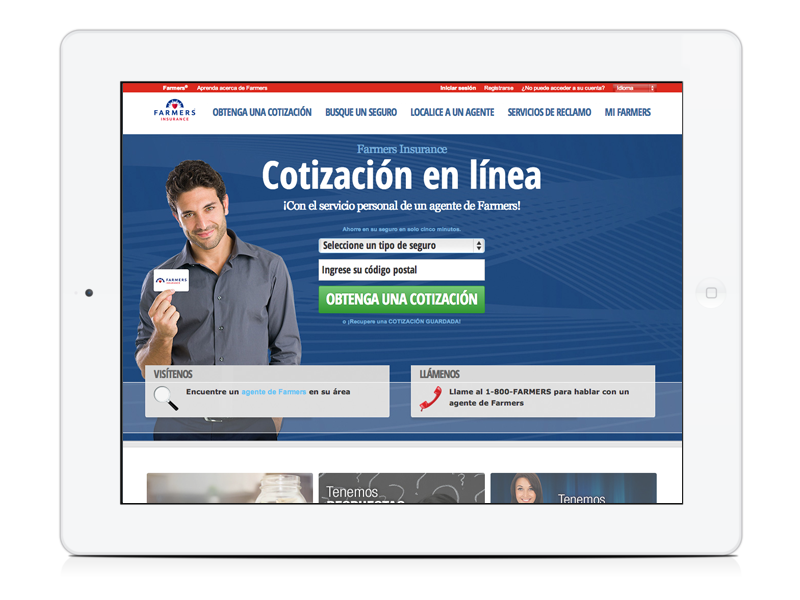 Farmers® Aprenda acerca de Farmers Iniciar sesión Registrarse ¿No puede acceder a su cuenta? Idioma
FARMERS
INSURANCE
OBTENGA UNA COTIZACIÓN BUSQUE UN SEGURO LOCALICE A UN AGENTE SERVICIOS DE RECLAMO MI FARMERS
Farmers Insurance
Cotización en línea
¡Con el servicio personal de un agente de Farmers!
Ahorre en su seguro en solo cinco minutos.
Seleccione un tipo de seguro
Ingrese su código postal
OBTENGA UNA COTIZACIÓN
o ¡Recupere una COTIZACIÓN GUARDADA!
FARMERS
VISÍTENOS
Encuentre un agente de Farmers en su área
LLÁMENOS
Llame al 1-800-FARMERS para hablar con un
agente de Farmers
Tenemos
RESPUESTAS
Tenemos